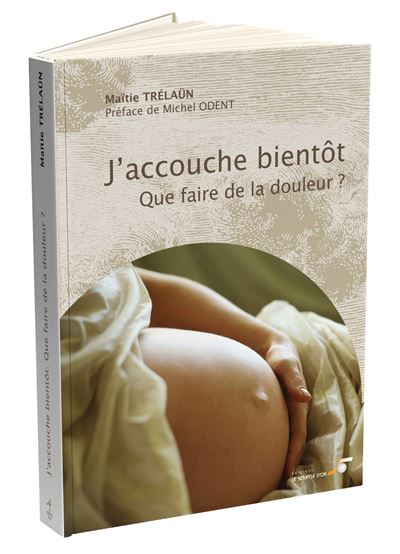 Maïtie TRÉLAÜN
Préface de Michel ODENT
J'accouche bientôt
Que faire de la douleur ?
LE SOUFFLE D'OR
Maïtie TRÉLAÜN
J'accouche bientôt. Que faire de la douleur ?